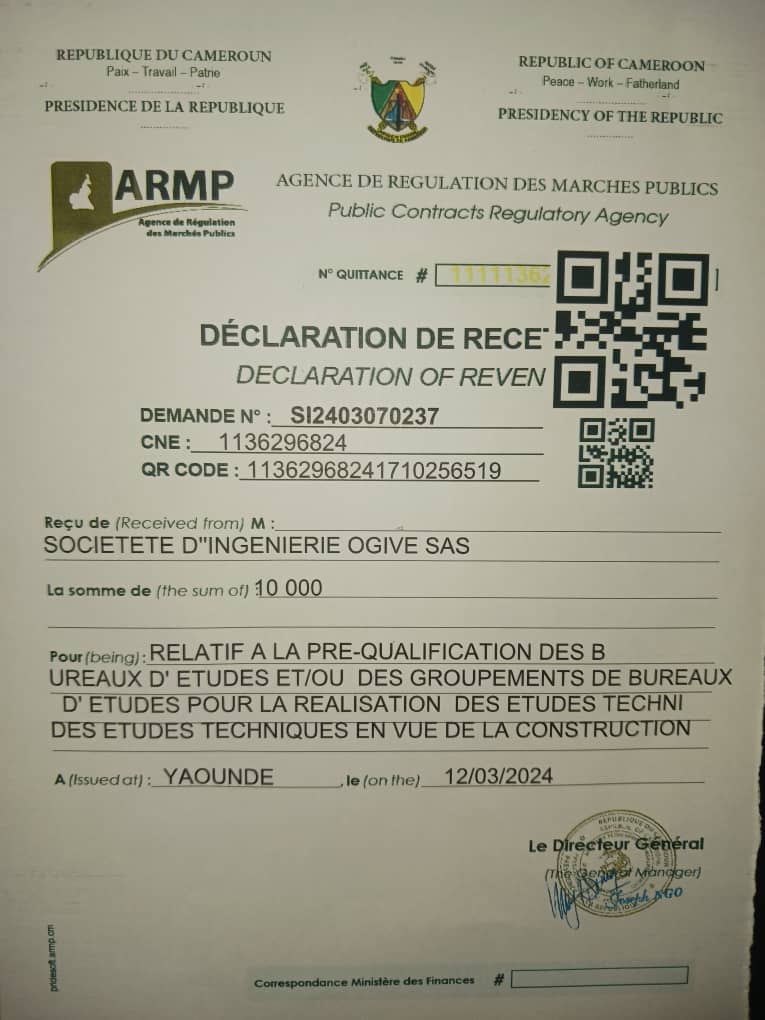 REPUBLIQUE DU CAMEROUN
Paix – Travail – Patrie
PRESIDENCE DE LA REPUBLIQUE
REPUBLIC OF CAMEROON
Peace – Work – Fatherland
PRESIDENCY OF THE REPUBLIC
ARMP
Agence de Régulation
des Marchés Publics
AGENCE DE REGULATION DES MARCHES PUBLICS
Public Contracts Regulatory Agency
N° QUITTANCE # 11111362
DÉCLARATION DE RECE
DECLARATION OF REVEN
DEMANDE N° : SI2403070237
CNE : 1136296824
QR CODE : 11362968241710256519
Reçu de (Received from) M :
SOCIETETE D"INGENIERIE OGIVE SAS
La somme de (the sum of) : 10 000
Pour (being) : RELATIF A LA PRE-QUALIFICATION DES B
UREAUX D' ETUDES ET/OU DES GROUPEMENTS DE BUREAUX
D' ETUDES POUR LA REALISATION DES ETUDES TECHNI
DES ETUDES TECHNIQUES EN VUE DE LA CONSTRUCTION
A (Issued at) : YAOUNDE , le (on the) 12/03/2024
Le Directeur Général
(The General Manager)
Joseph NGO
pridesoft.armp.cm
Correspondance Ministère des Finances #